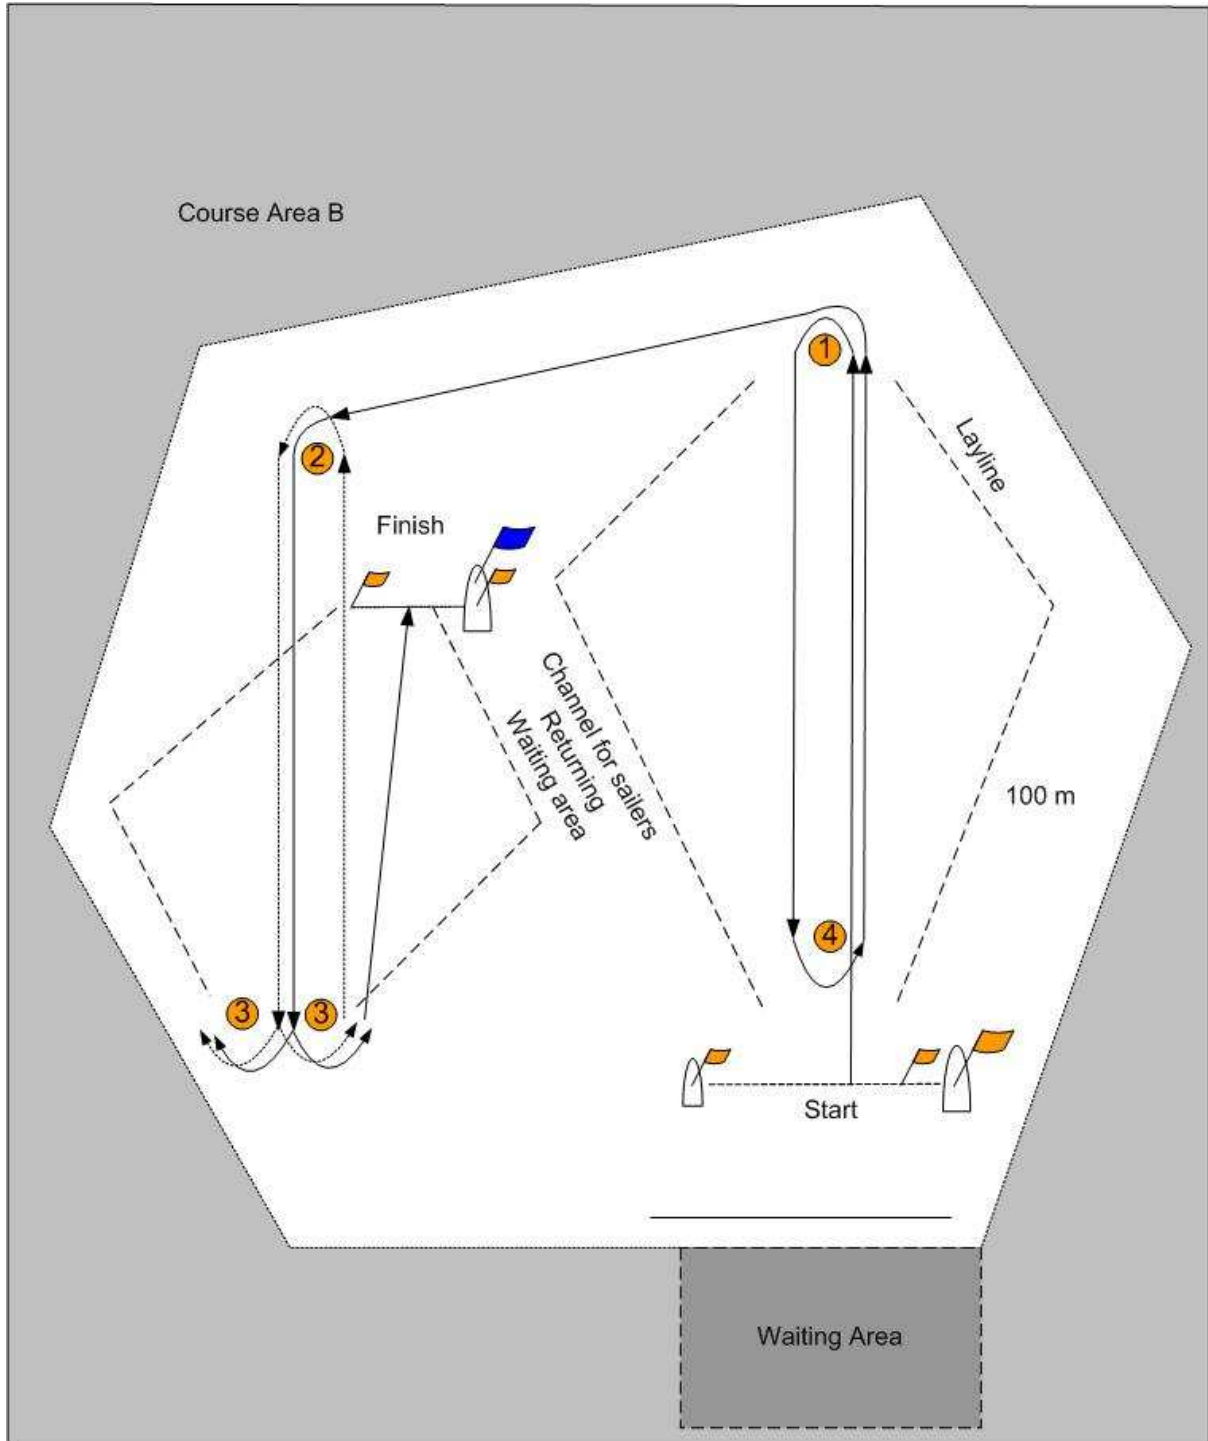 Course Area B
1
2
Layline
Finish
Channel for sailers
Returning
Waiting area
100 m
4
3
3
Start
Waiting Area